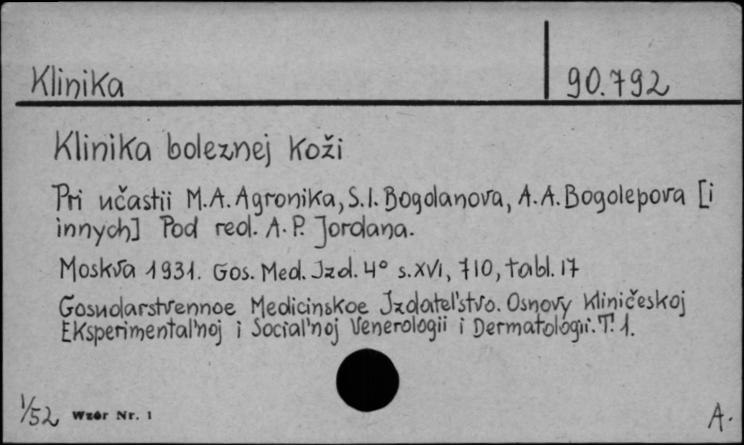 Klinika
90.792
Klinika boleznej Koži
Pri učastii M.A. Agronika, S.I. Bogdanova, A.A. Bogolepova [i
innych] Pod red. A.P. Jordana.
Moskva 1931. Gos. Med. Izd. 4° s.XVI, 710, tabl. 17
Gosudarstvennoe Medicinskoe Izdatel'stvo. Osnovy Kliničeskoj
Eksperimental'noj i Social'noj Venerologii i Dermatologii. T. 1.
1/52 Wzór Nr. 1
A.